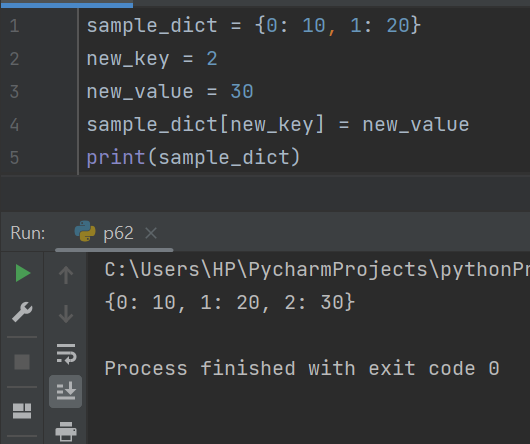 1 sample_dict = {0: 10, 1: 20}
2 new_key = 2
3 new_value = 30
4 sample_dict[new_key] = new_value
5 print(sample_dict)
Run: p62
C:\Users\HP\PycharmProjects\pythonPr
{0: 10, 1: 20, 2: 30}
Process finished with exit code 0